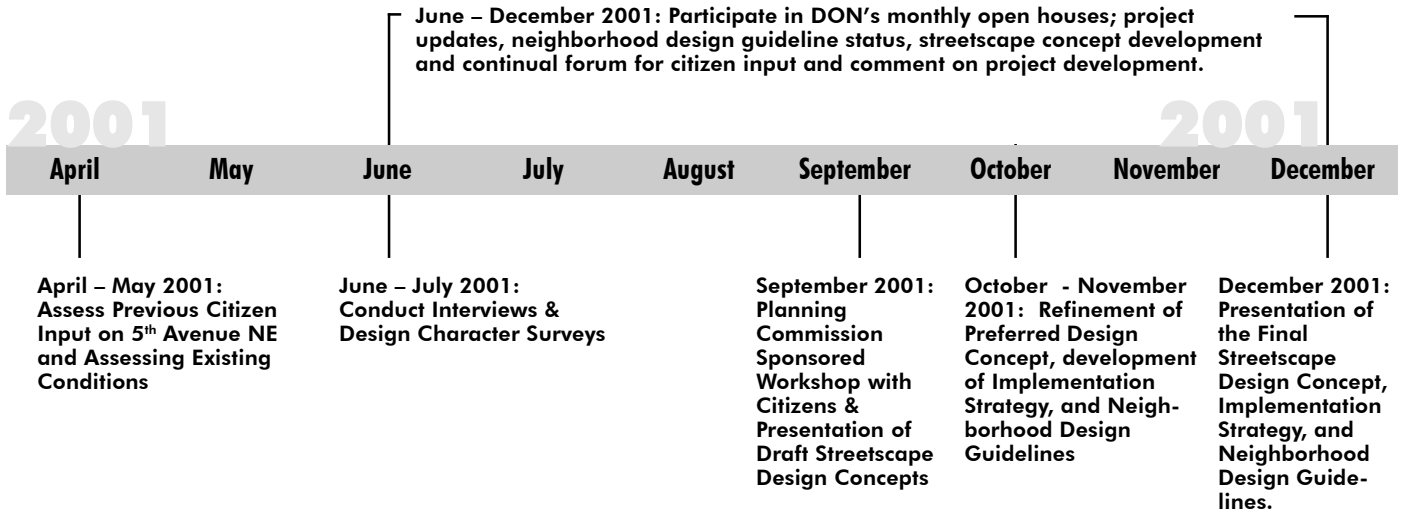 June – December 2001: Participate in DON's monthly open houses; project
updates, neighborhood design guideline status, streetscape concept development
and continual forum for citizen input and comment on project development.
2001 2001
April May June July August September October November December
April – May 2001:
Assess Previous Citizen
Input on 5th Avenue NE
and Assessing Existing
Conditions
June – July 2001:
Conduct Interviews &
Design Character Surveys
September 2001:
Planning
Commission
Sponsored
Workshop with
Citizens &
Presentation of
Draft Streetscape
Design Concepts
October - November
2001: Refinement of
Preferred Design
Concept, development
of Implementation
Strategy, and Neigh-
borhood Design
Guidelines
December 2001:
Presentation of
the Final
Streetscape
Design Concept,
Implementation
Strategy, and
Neighborhood
Design Guide-
lines.